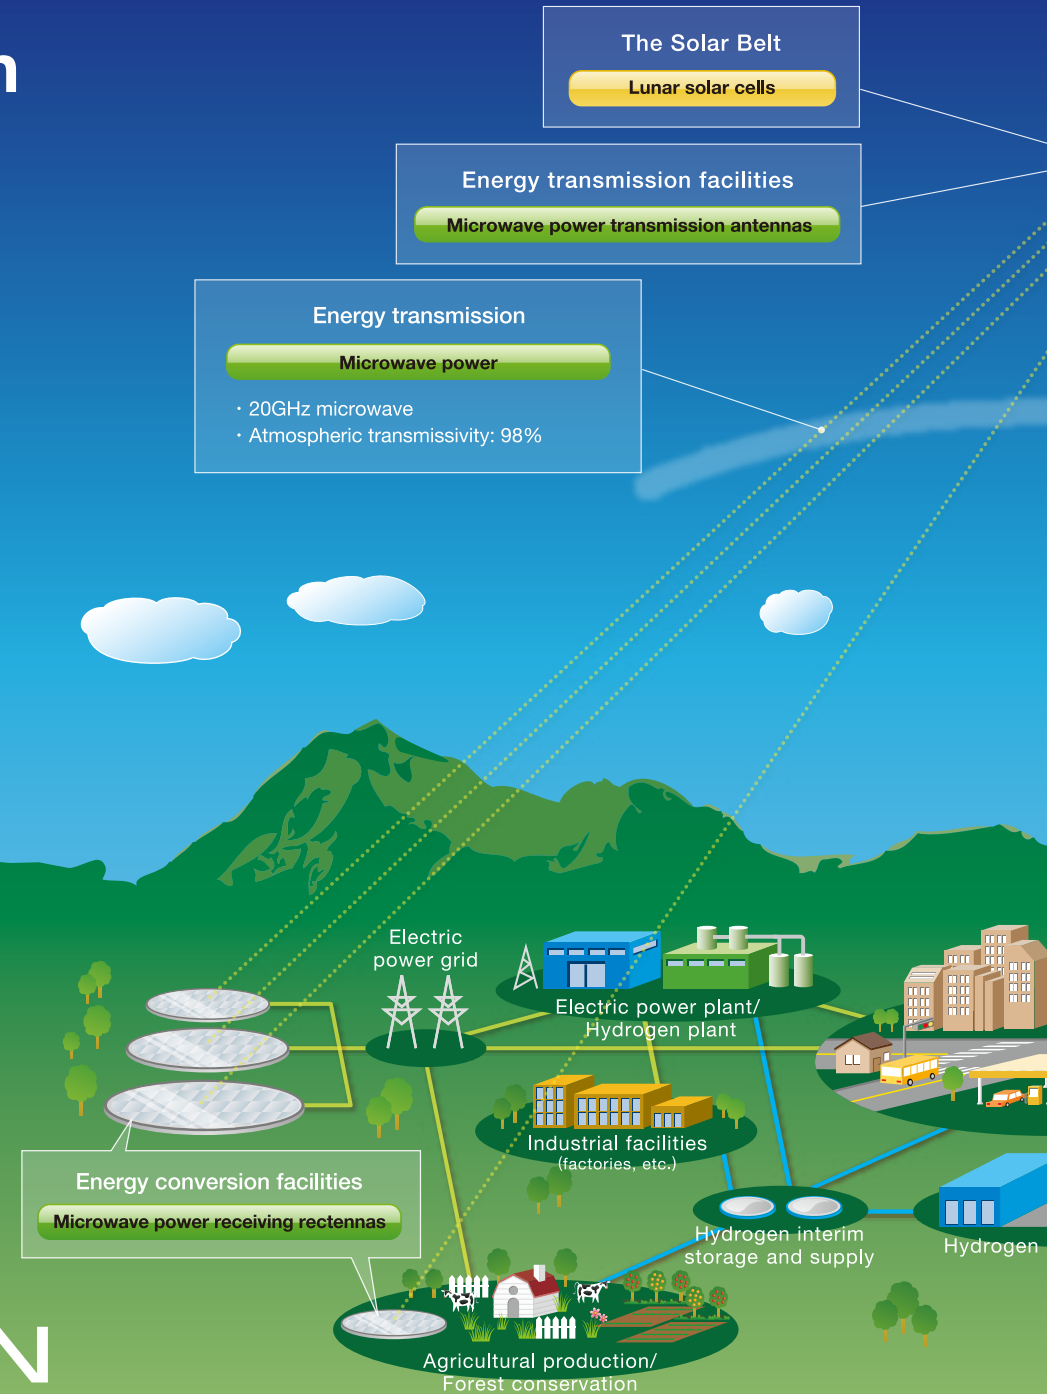 n
The Solar Belt
Lunar solar cells
Energy transmission facilities
Microwave power transmission antennas
Energy transmission
Microwave power
・20GHz microwave
・Atmospheric transmissivity: 98%
Electric
power grid
Electric power plant/
Hydrogen plant
Industrial facilities
(factories, etc.)
Energy conversion facilities
Microwave power receiving rectennas
Hydrogen interim
storage and supply
Hydrogen
Agricultural production/
Forest conservation
N